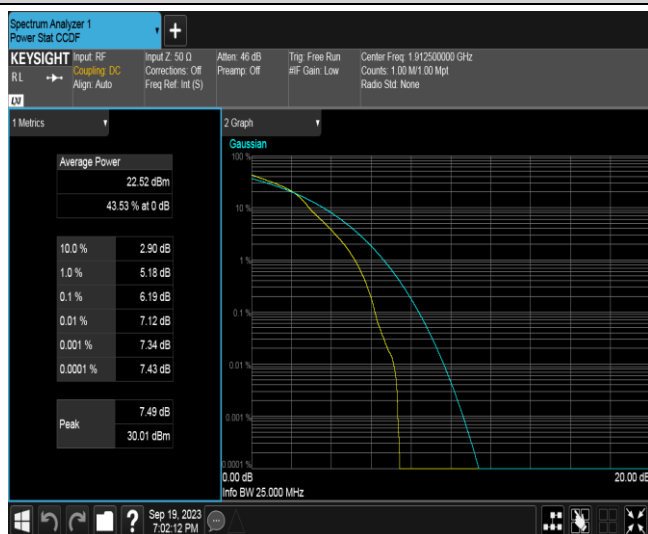 Spectrum Analyzer 1
Power Stat CCDF
KEYSIGHT
RL
LXI
Input: RF
Coupling: DC
Align: Auto
Input Z: 50 Ω
Corrections: Off
Freq Ref: Int (S)
Atten: 46 dB
Preamp: Off
Trig: Free Run
#IF Gain: Low
Center Freq: 1.912500000 GHz
Counts: 1.00 M/1.00 Mpt
Radio Std: None
1 Metrics
Average Power
22.52 dBm
43.53 % at 0 dB
10.0 % 2.90 dB
1.0 % 5.18 dB
0.1 % 6.19 dB
0.01 % 7.12 dB
0.001 % 7.34 dB
0.0001 % 7.43 dB
Peak
7.49 dB
30.01 dBm
2 Graph
Gaussian
100 %
10 %
1 %
0.1 %
0.01 %
0.001 %
0.0001 %
0.00 dB
20.00 dB
Info BW 25.000 MHz
Sep 19, 2023
7:02:12 PM